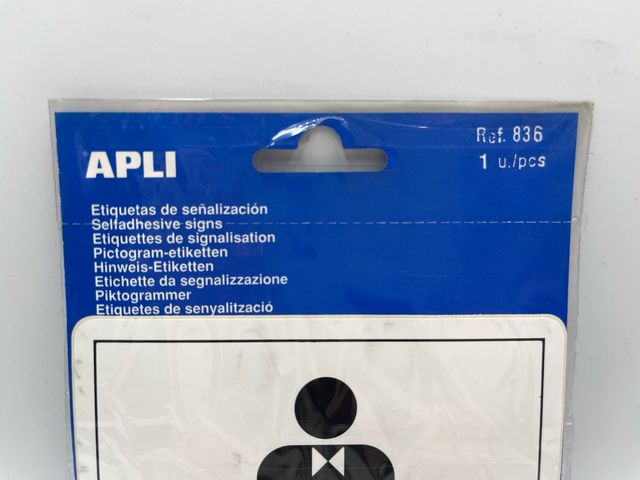 APLI
Ref. 836
1 u./pcs
Etiquetas de señalización
Selfadhesive signs
Etiquettes de signalisation
Pictogram-etiketten
Hinweis-Etiketten
Etichette da segnalizzazione
Piktogrammer
Etiquetes de senyalització